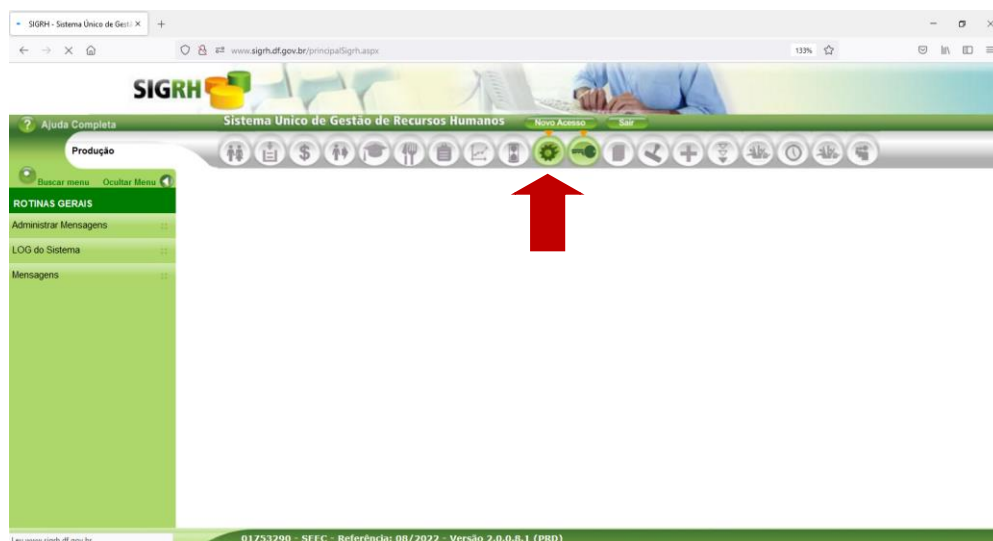 SIGRH - Sistema Único de Gestã
www.sigrh.df.gov.br/principalSigrh.aspx
133%
SIGRH
Ajuda Completa
Sistema Único de Gestão de Recursos Humanos
Novo Acesso
Sair
Produção
Buscar menu
Ocultar Menu
ROTINAS GERAIS
Administrar Mensagens
LOG do Sistema
Mensagens
01753290 - SEEC - Referência: 08/2022 - Versão 2.0.0.8.1 (PRD)